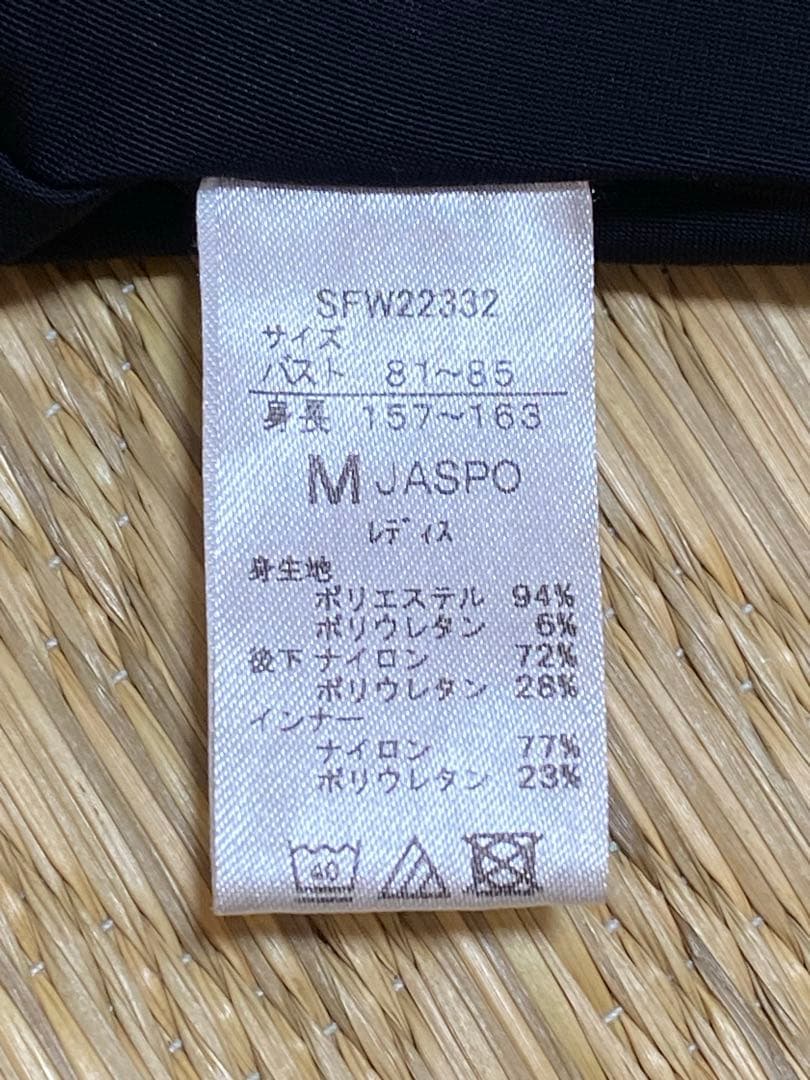 SFW22332
サイズ
バスト 81〜85
身長 157〜163
M JASPO
レディス
身生地
ポリエステル 94%
ポリウレタン 6%
後下 ナイロン 72%
ポリウレタン 28%
インナー
ナイロン 77%
ポリウレタン 23%
40